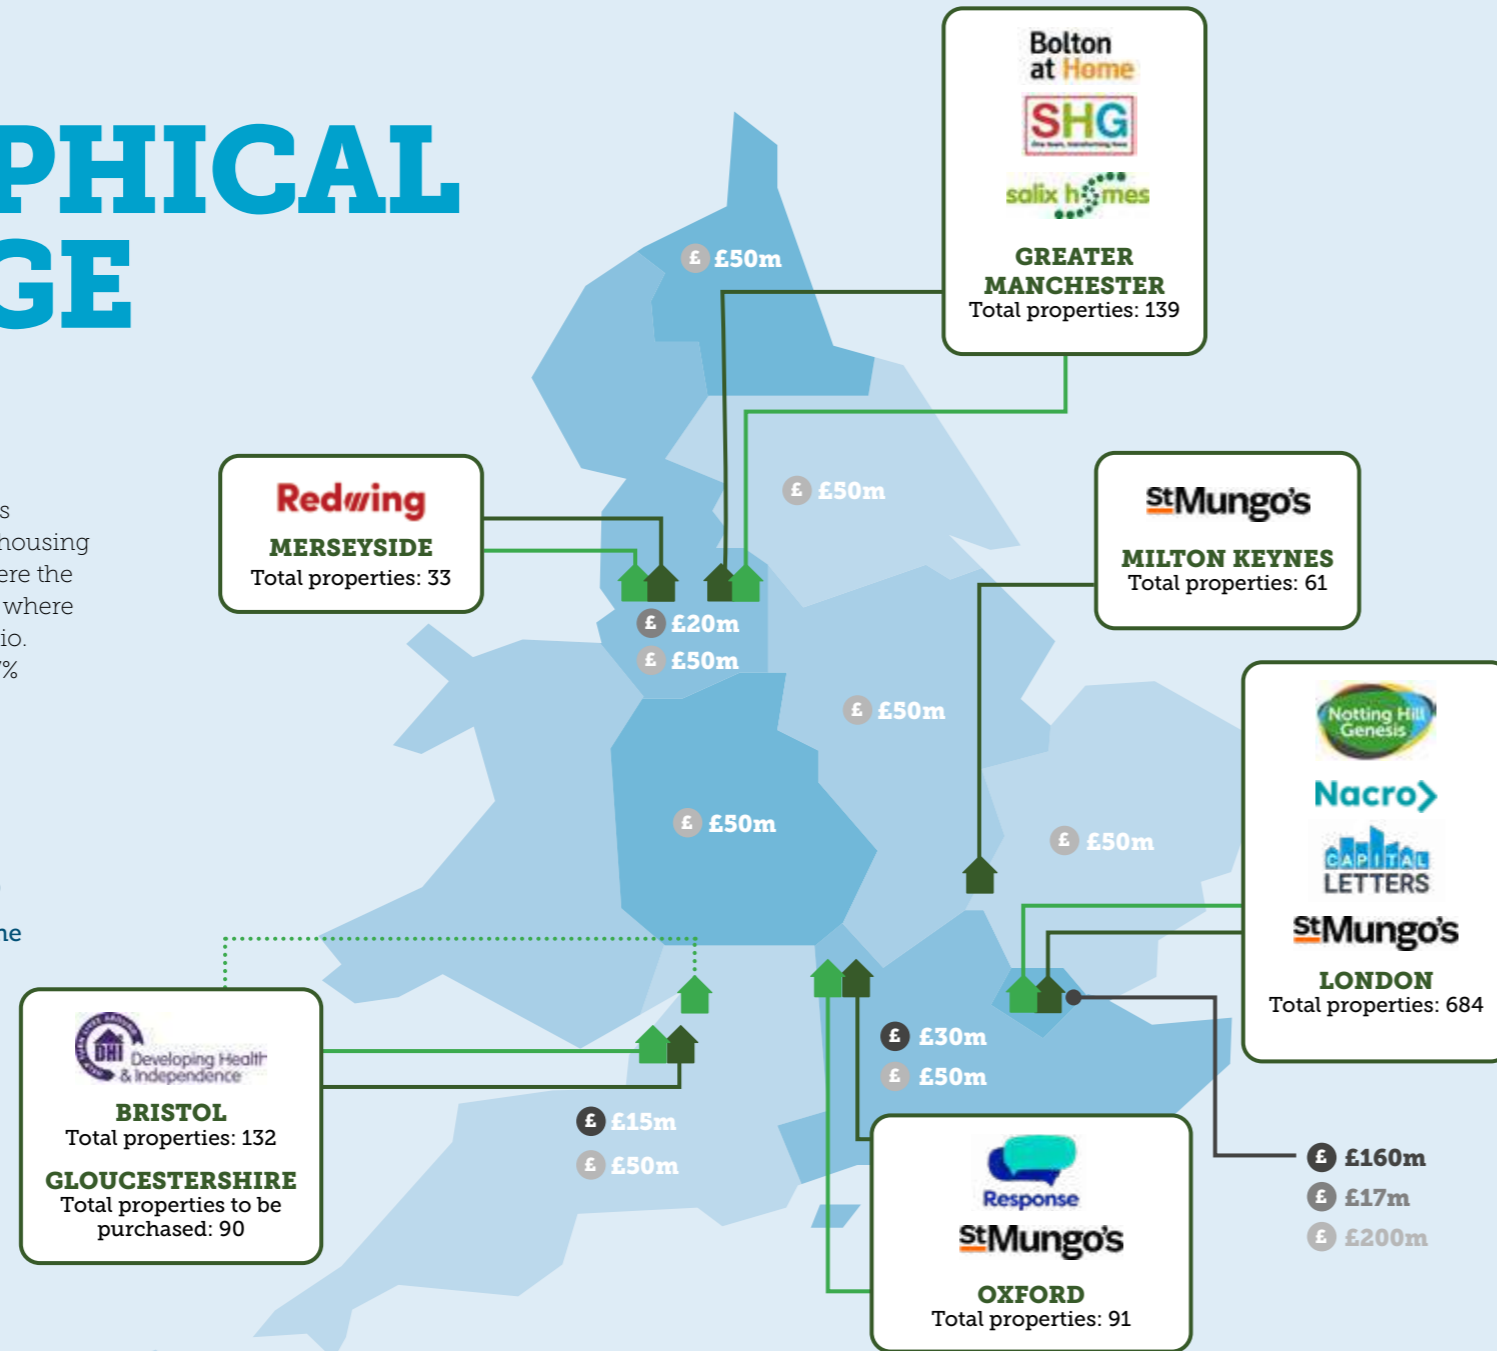 PHICAL
GE
s
housing
ere the
where
io.
%
ne
Bolton
at Home
SHG
salix homes
GREATER
MANCHESTER
Total properties: 139
£ £50m
£ £50m
Redwing
MERSEYSIDE
Total properties: 33
StMungo's
MILTON KEYNES
Total properties: 61
£ £20m
£ £50m
£ £50m
£ £50m
£ £50m
Notting Hill
Genesis
Nacro
CAPITAL
LETTERS
StMungo's
LONDON
Total properties: 684
DHI
Developing Health
& Independence
BRISTOL
Total properties: 132
GLOUCESTERSHIRE
Total properties to be
purchased: 90
£ £30m
£ £50m
£ £15m
£ £50m
Response
StMungo's
OXFORD
Total properties: 91
£ £160m
£ £17m
£ £200m